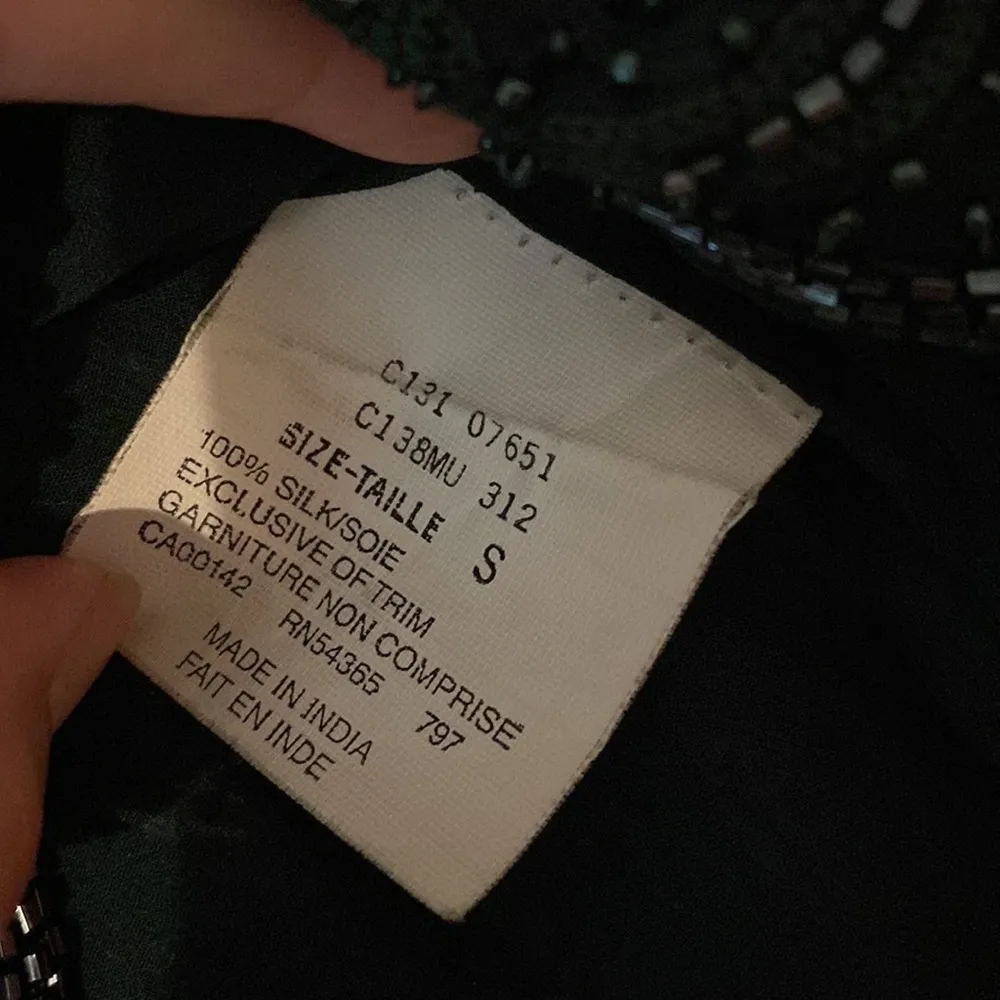 C131 07651
C138MU 312
SIZE-TAILLE S
100% SILK/SOIE
EXCLUSIVE OF TRIM
GARNITURE NON COMPRISE
CA00142 RN54365 797
MADE IN INDIA
FAIT EN INDE